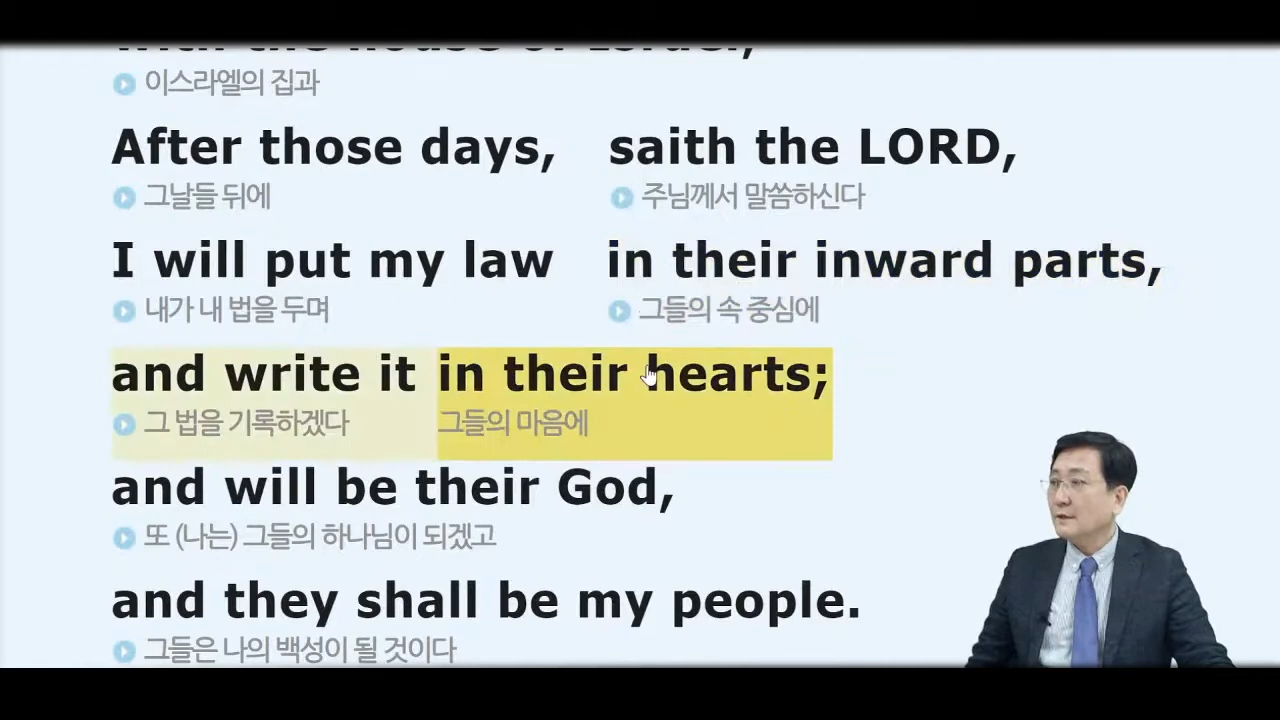 with the house of Israel,
이스라엘의 집과
After those days, saith the LORD,
그날들 뒤에 주님께서 말씀하신다
I will put my law in their inward parts,
내가 내 법을 두며 그들의 속 중심에
and write it in their hearts;
그 법을 기록하겠다 그들의 마음에
and will be their God,
또 (나는) 그들의 하나님이 되겠고
and they shall be my people.
그들은 나의 백성이 될 것이다